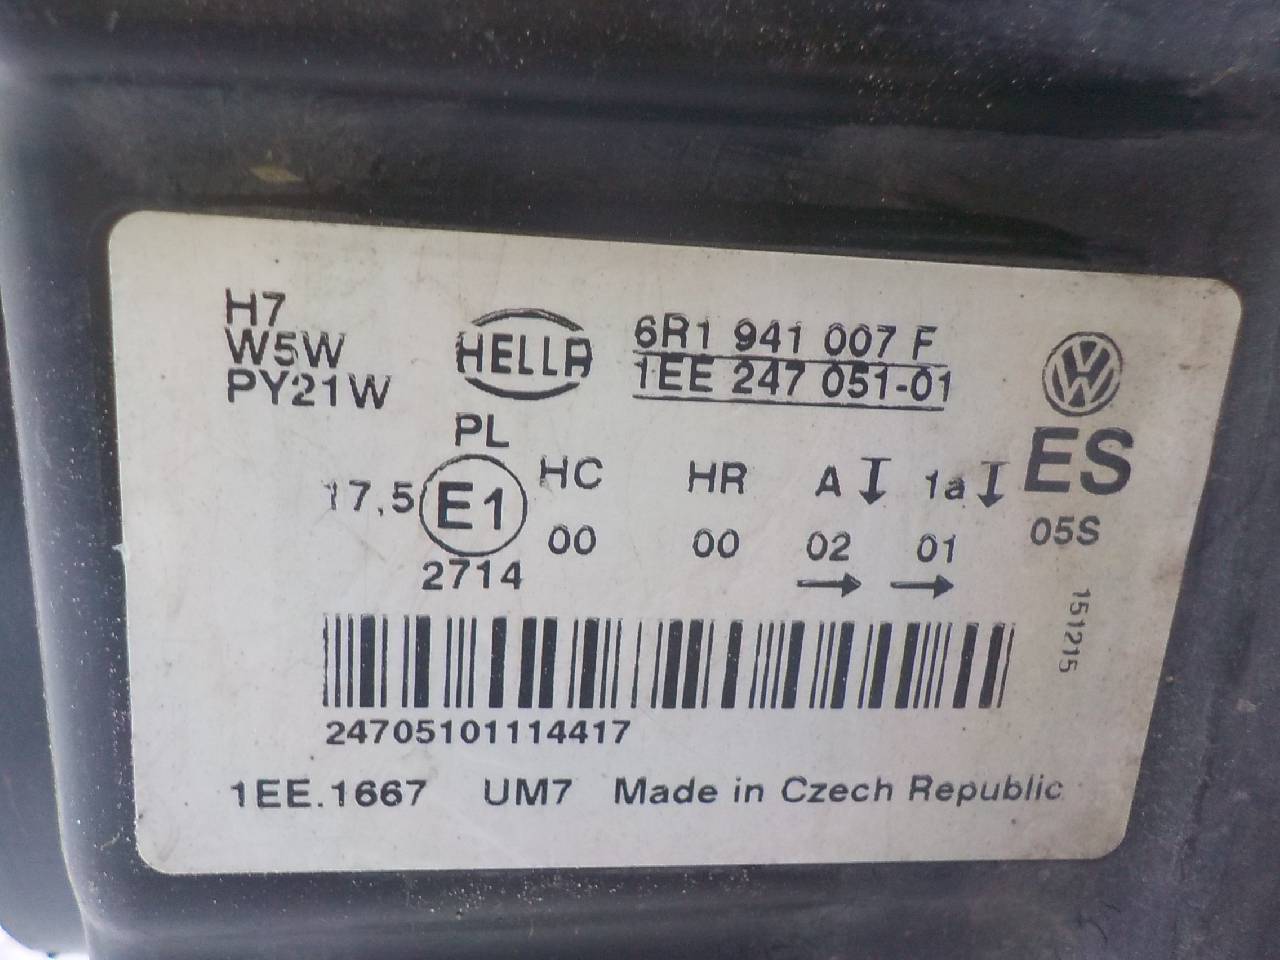 H7
W5W
PY21W
HELLA
6R1 941 007 F
1EE 247 051-01
PL
17,5 E1
2714
HC HR A 1a
00 00 02 01
ES
05S
151215
24705101114417
1EE.1667 UM7 Made in Czech Republic